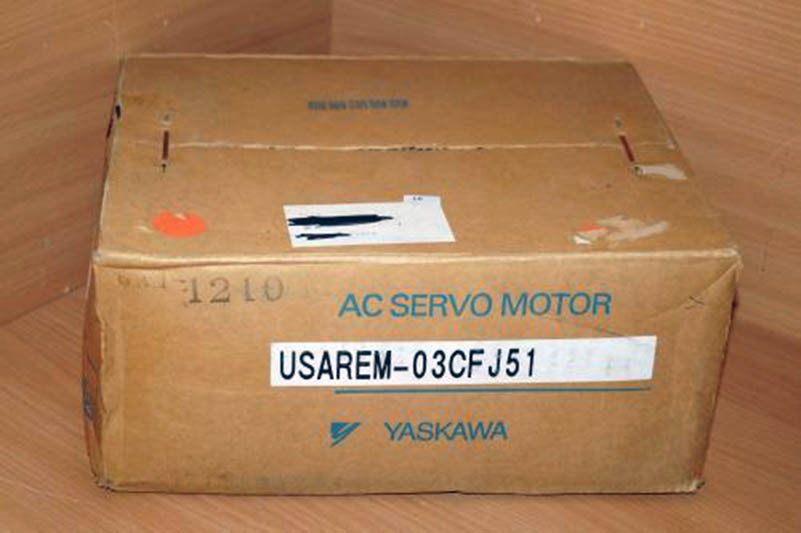 1210
AC SERVO MOTOR
USAREM-03CFJ51
YASKAWA